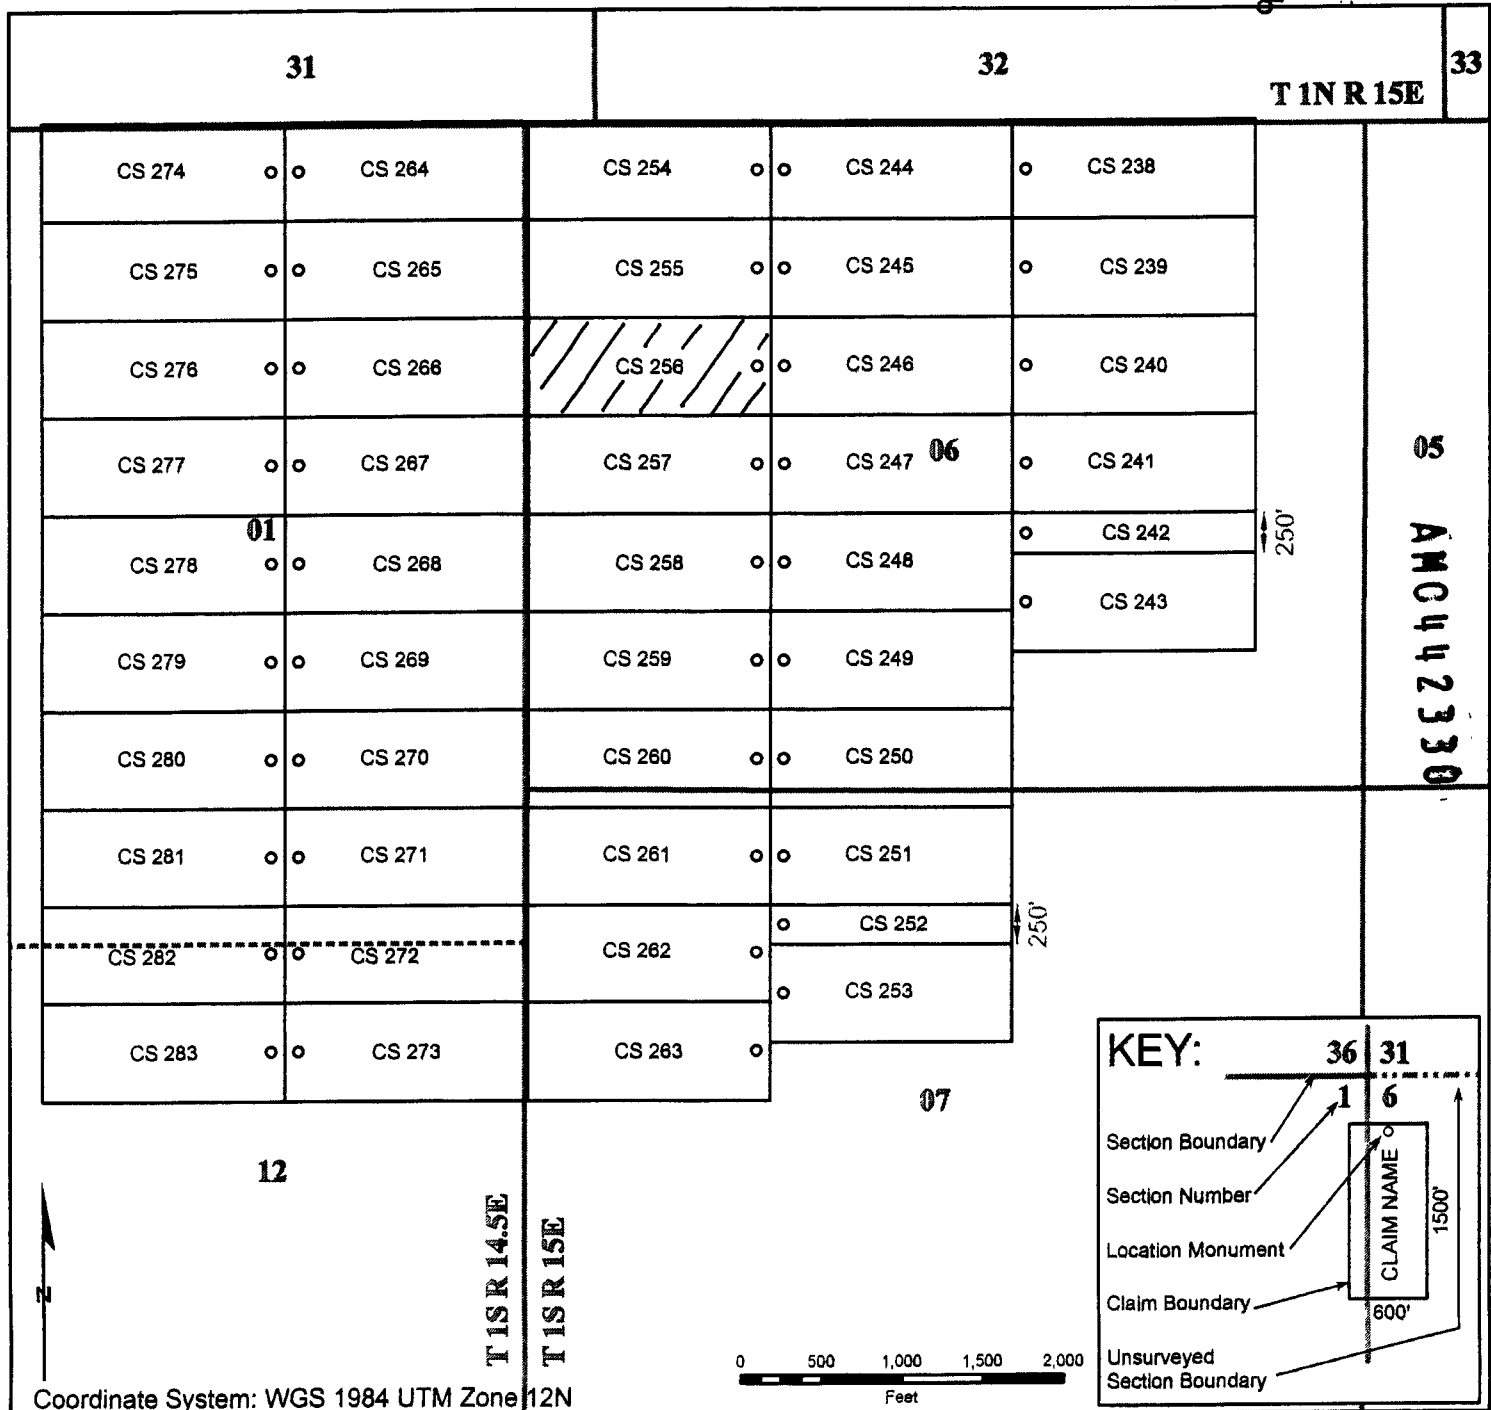 31
32
33
T 1N R 15E
CS 274
CS 264
CS 254
CS 244
CS 238
CS 275
CS 265
CS 255
CS 245
CS 239
CS 276
CS 266
CS 256
CS 246
CS 240
CS 277
CS 267
CS 257
CS 247
06
CS 241
05
01
CS 278
CS 268
CS 258
CS 248
CS 242
250'
CS 243
AMC442330
CS 279
CS 269
CS 259
CS 249
CS 280
CS 270
CS 260
CS 250
CS 281
CS 271
CS 261
CS 251
CS 252
250'
CS 282
CS 272
CS 262
CS 253
CS 283
CS 273
CS 263
07
12
T 1S R 14.5E
T 1S R 15E
N
Coordinate System: WGS 1984 UTM Zone 12N
0 500 1,000 1,500 2,000
Feet
KEY:
36 31
1 6
Section Boundary
Section Number
Location Monument
Claim Boundary
Unsurveyed
Section Boundary
CLAIM NAME
1500'
600'